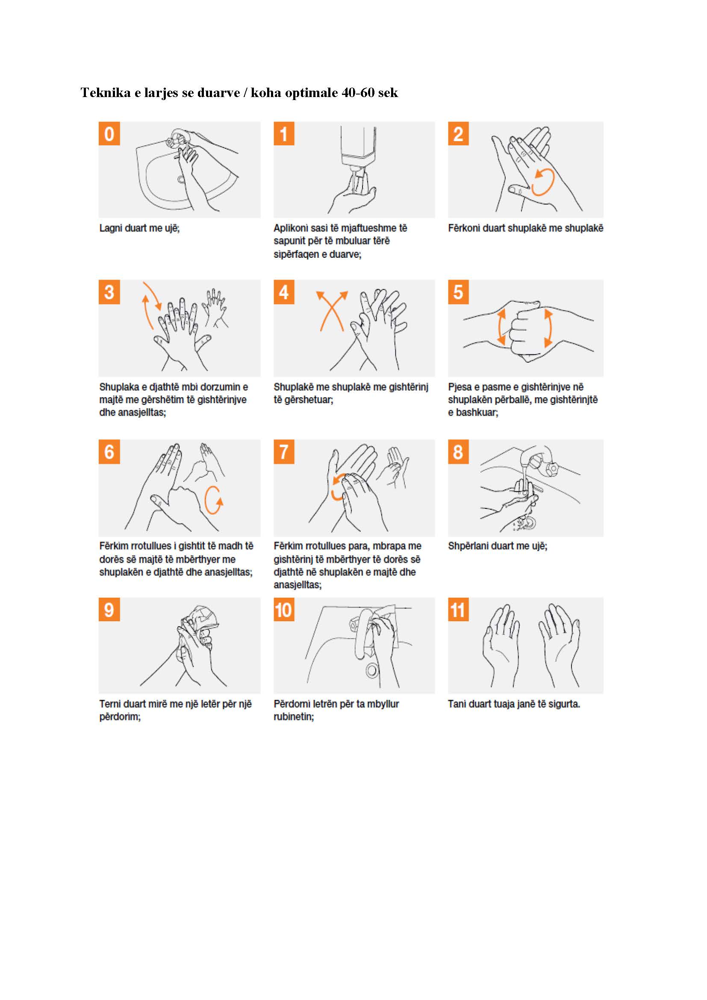 Teknika e larjes se duarve / koha optimale 40-60 sek
0
1
2
Lagni duart me ujë;
Aplikoni sasi të mjaftueshme të
sapunit për të mbuluar tërë
sipërfaqen e duarve;
Fërkoni duart shuplakë me shuplakë
3
4
5
Shuplaka e djathtë mbi dorzumin e
majtë me gërshëtim të gishtërinjve
dhe anasjelltas;
Shuplakë me shuplakë me gishtërinj
të gërshetuar;
Pjesa e pasme e gishtërinjve në
shuplakën përballë, me gishtërinjtë
e bashkuar;
6
7
8
Fërkim rrotullues i gishtit të madh të
dorës së majtë të mbërthyer me
shuplakën e djathtë dhe anasjelltas;
Fërkim rrotullues para, mbrapa me
gishtërinj të mbërthyer të dorës së
djathtë në shuplakën e majtë dhe
anasjelltas;
Shpërlani duart me ujë;
9
10
11
Terni duart mirë me një letër për një
përdorim;
Përdorni letrën për ta mbyllur
rubinetin;
Tani duart tuaja janë të sigurta.